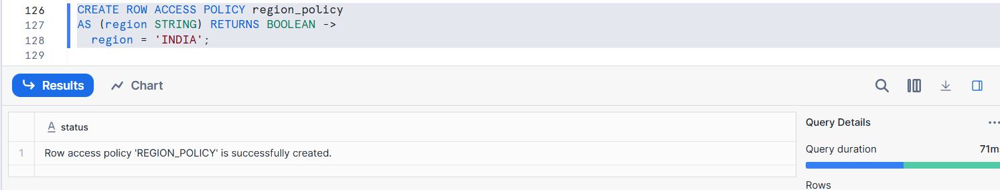 126 CREATE ROW ACCESS POLICY region_policy
127 AS (region STRING) RETURNS BOOLEAN ->
128 region = 'INDIA';
129
Results Chart
A status
Query Details
1 Row access policy 'REGION_POLICY' is successfully created.
Query duration 71m
Rows